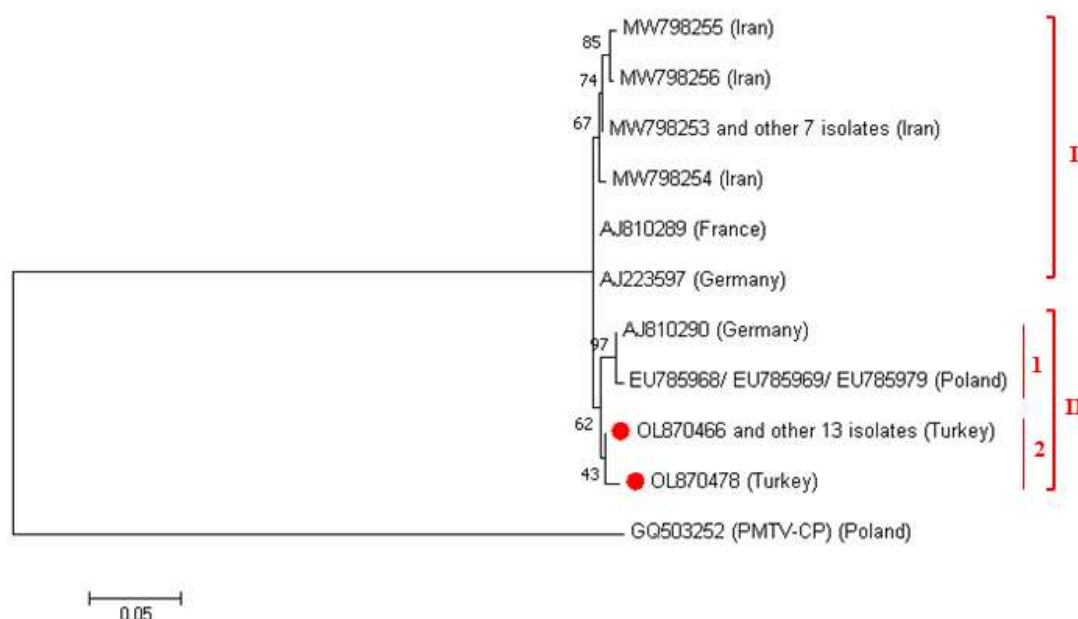 MW798255 (Iran)
85
74
MW798256 (Iran)
67
MW798253 and other 7 isolates (Iran)
I
MW798254 (Iran)
AJ810289 (France)
AJ223597 (Germany)
AJ810290 (Germany)
97
1
EU785968/ EU785969/ EU785979 (Poland)
II
62
OL870466 and other 13 isolates (Turkey)
2
43
OL870478 (Turkey)
GQ503252 (PMTV-CP) (Poland)
0.05